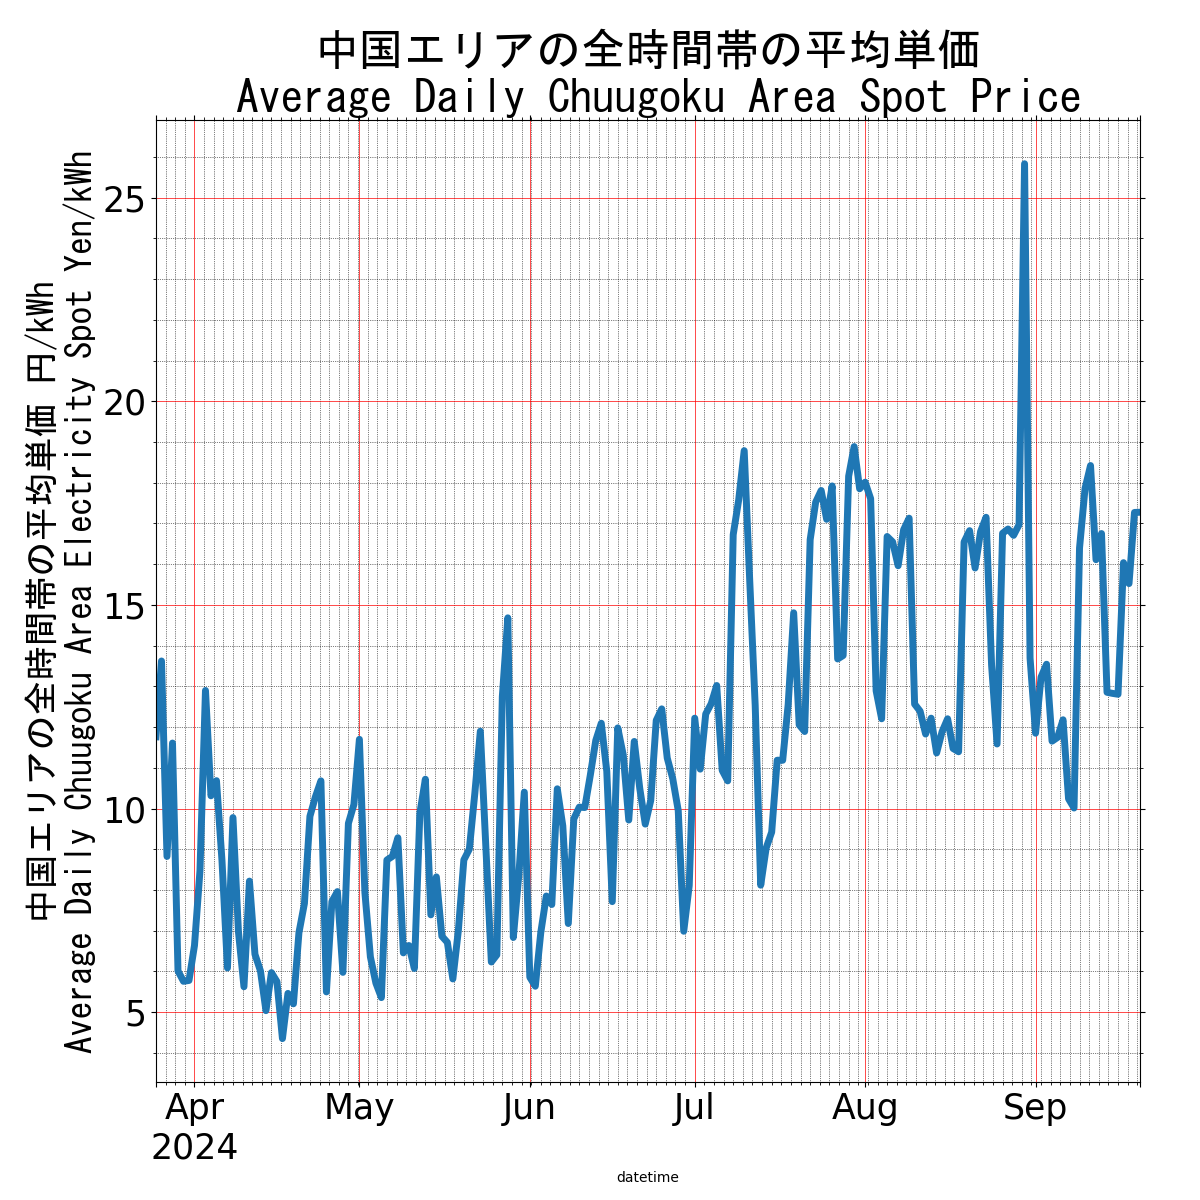 中国エリアの全時間帯の平均単価
Average Daily Chuugoku Area Spot Price
中国エリアの全時間帯の平均単価 円/kWh
Average Daily Chuugoku Area Electricity Spot Yen/kWh
25
20
15
10
5
Apr May Jun Jul Aug Sep
2024
datetime